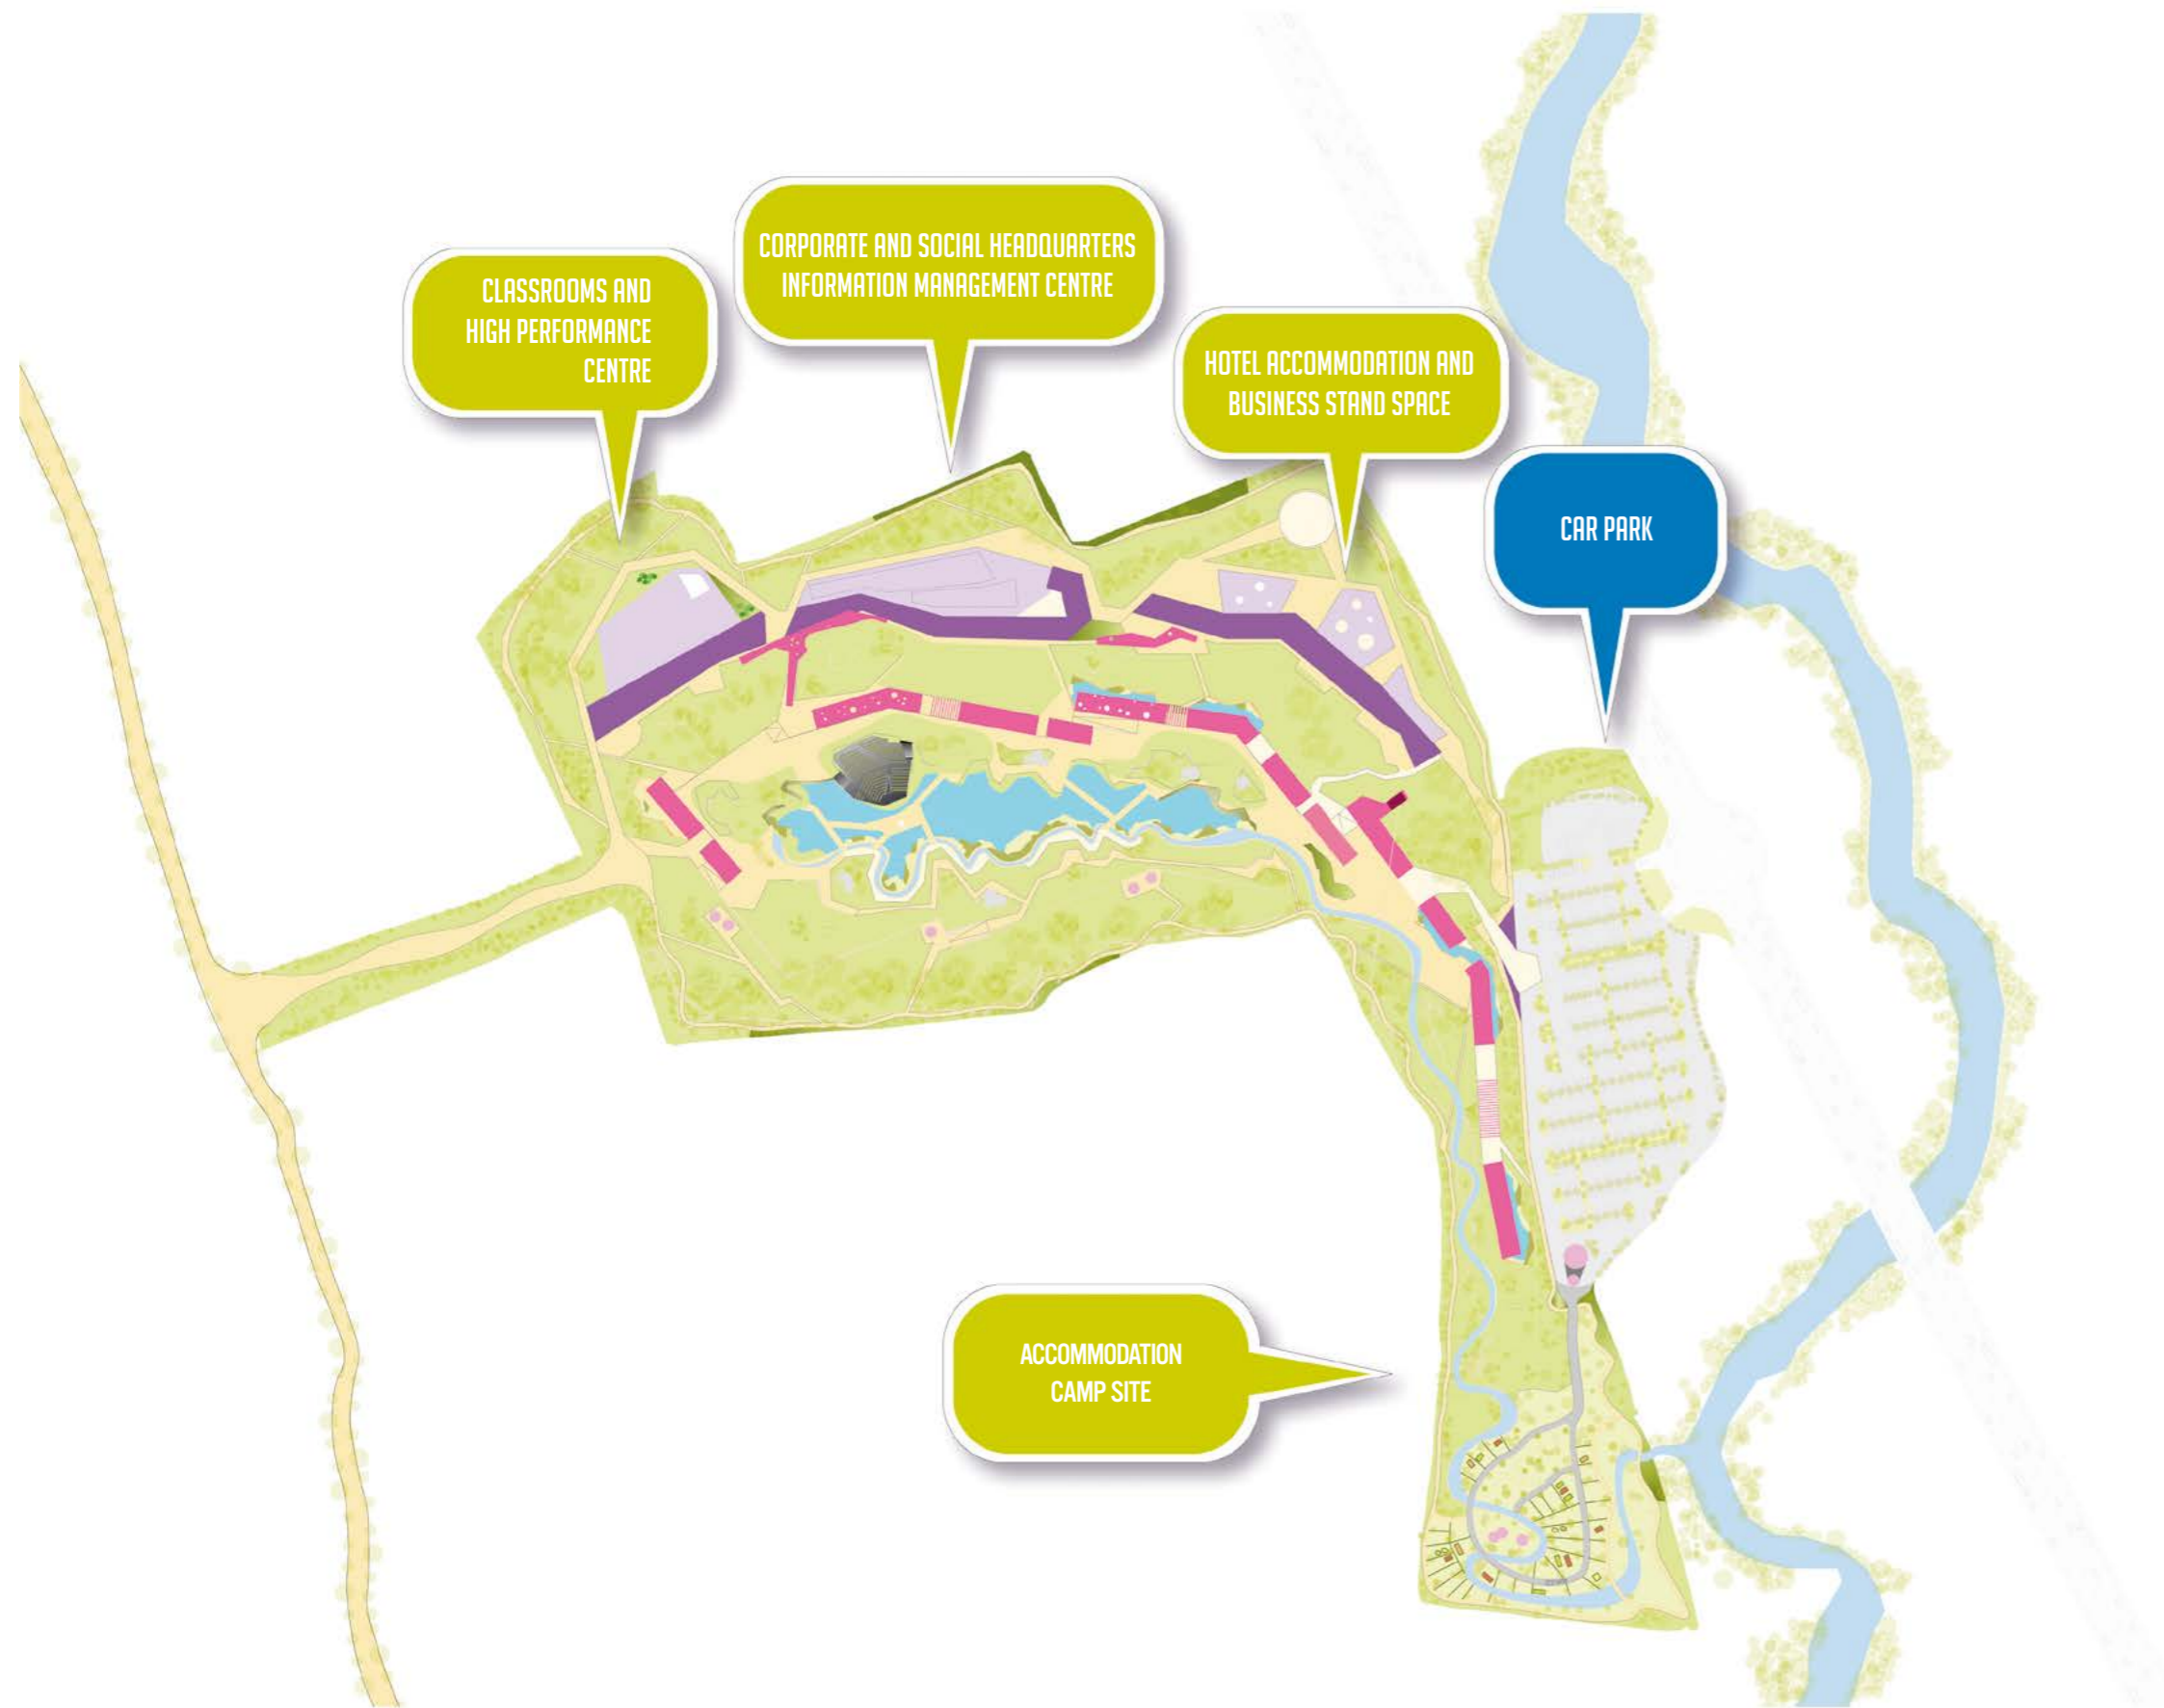 CLASSROOMS AND
HIGH PERFORMANCE
CENTRE
CORPORATE AND SOCIAL HEADQUARTERS
INFORMATION MANAGEMENT CENTRE
HOTEL ACCOMMODATION AND
BUSINESS STAND SPACE
CAR PARK
ACCOMMODATION
CAMP SITE